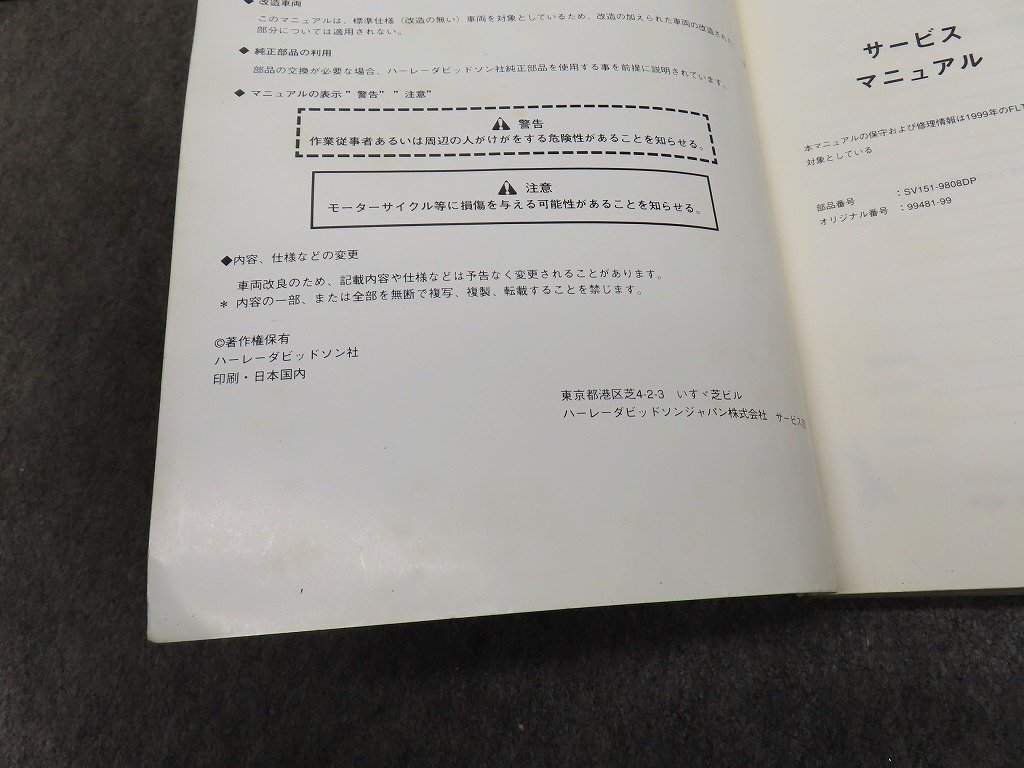 ◆ 改造車両
このマニュアルは、標準仕様(改造の無い)車両を対象としているため、改造の加えられた車両の改造された
部分については適用されない。
◆ 純正部品の利用
部品の交換が必要な場合、ハーレーダビッドソン社純正部品を使用する事を前提に説明されています。
◆ マニュアルの表示"警告" "注意"
警告
作業従事者あるいは周辺の人がけがをする危険性があることを知らせる。
注意
モーターサイクル等に損傷を与える可能性があることを知らせる。
◆内容、仕様などの変更
車両改良のため、記載内容や仕様などは予告なく変更されることがあります。
* 内容の一部、または全部を無断で複写、複製、転載することを禁じます。
©著作権保有
ハーレーダビッドソン社
印刷・日本国内
東京都港区芝4-2-3 いすゞ芝ビル
ハーレーダビッドソンジャパン株式会社 サービス
サービス
マニュアル
本マニュアルの保守および修理情報は1999年のFLT
対象としている
部品番号 :SV151-9808DP
オリジナル番号 :99481-99